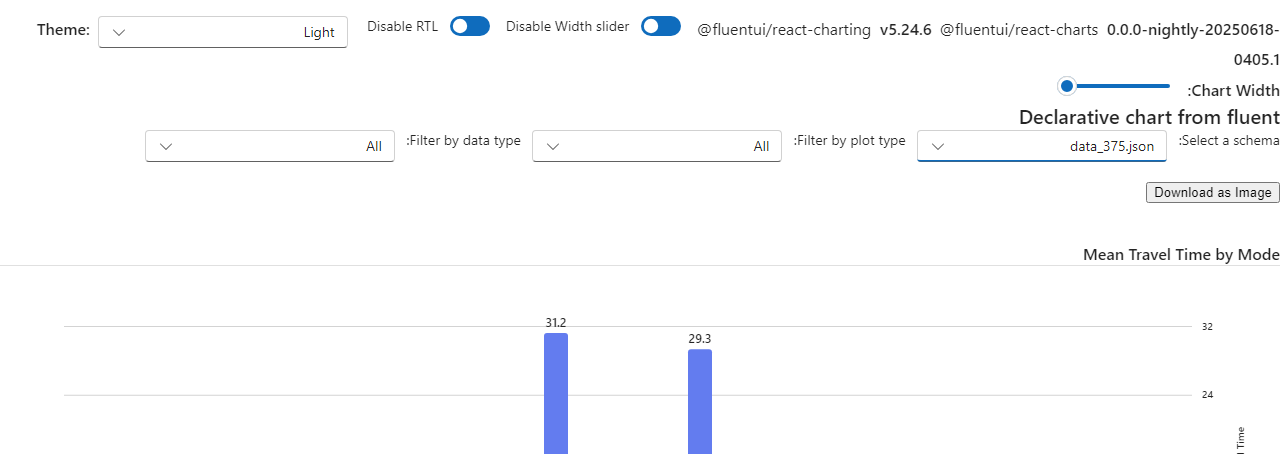 Theme: Light Disable RTL Disable Width slider @fluentui/react-charting v5.24.6 @fluentui/react-charts 0.0.0-nightly-20250618-
0405.1
:Chart Width
Declarative chart from fluent
:Select a schema data_375.json :Filter by plot type All :Filter by data type All
Download as Image
Mean Travel Time by Mode
32
31.2
29.3
24
Time